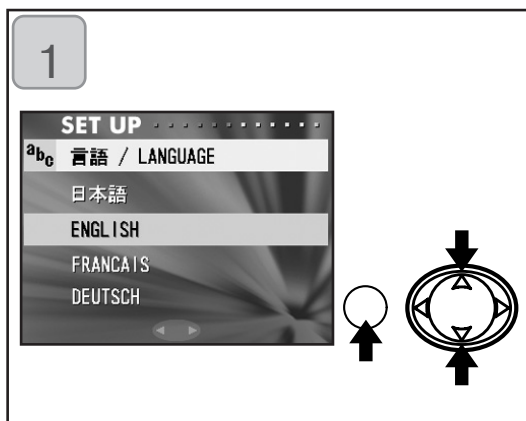 1
SET UP
abc 言語 / LANGUAGE
日本語
ENGLISH
FRANCAIS
DEUTSCH